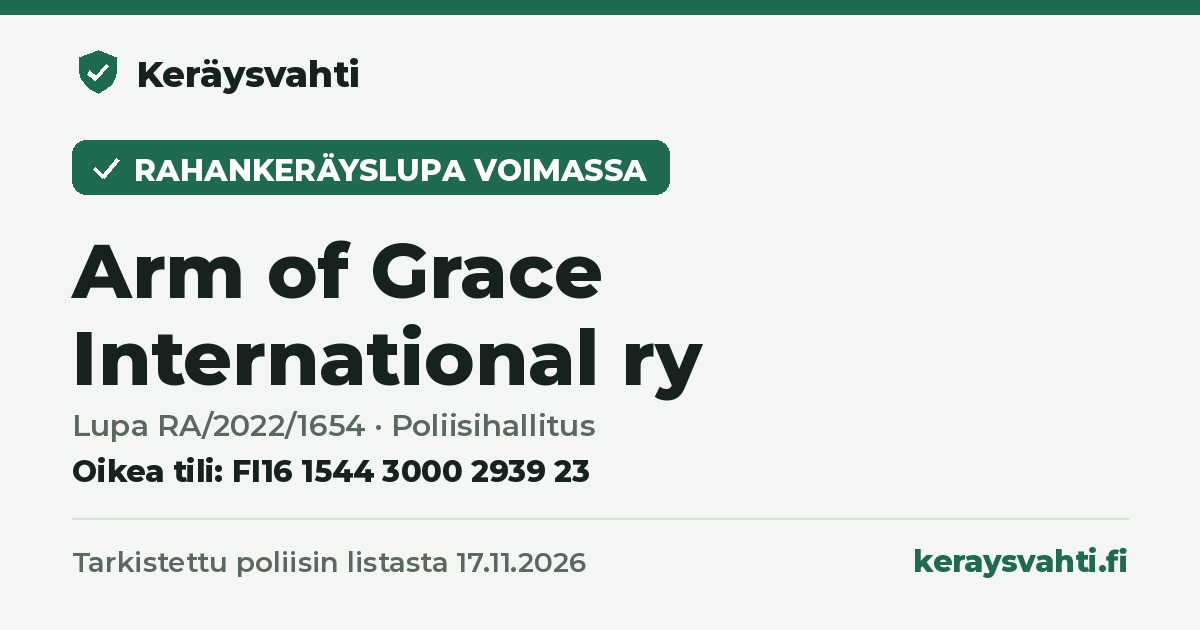 Keräysvahti
RAHANKERÄYSLUPA VOIMASSA
Arm of Grace
International ry
Lupa RA/2022/1654 · Poliisihallitus
Oikea tili: FI16 1544 3000 2939 23
Tarkistettu poliisin listasta 17.11.2026
keraysvahti.fi